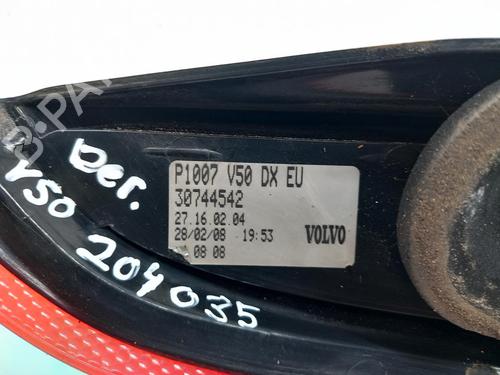 P1007 V50 DX EU
30744542
27.16.02.04
28/02/08 19:53
VOLVO
08 08
Der.
V50
204035